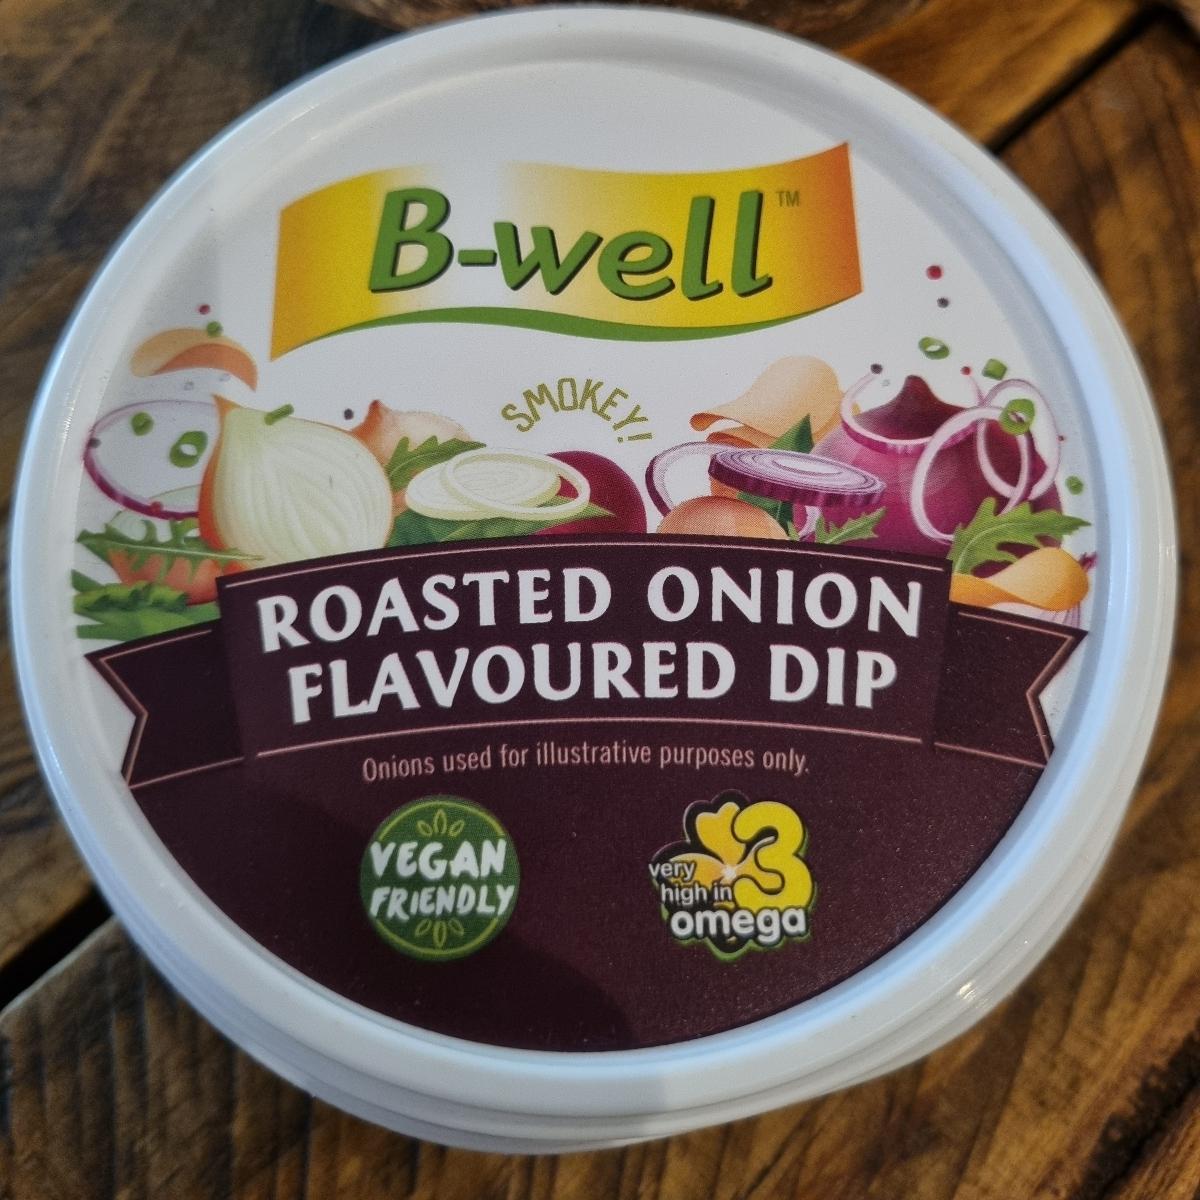 B-well™
SMOKEY!
ROASTED ONION
FLAVOURED DIP
Onions used for illustrative purposes only.
VEGAN
FRIENDLY
3
very
high in
omega